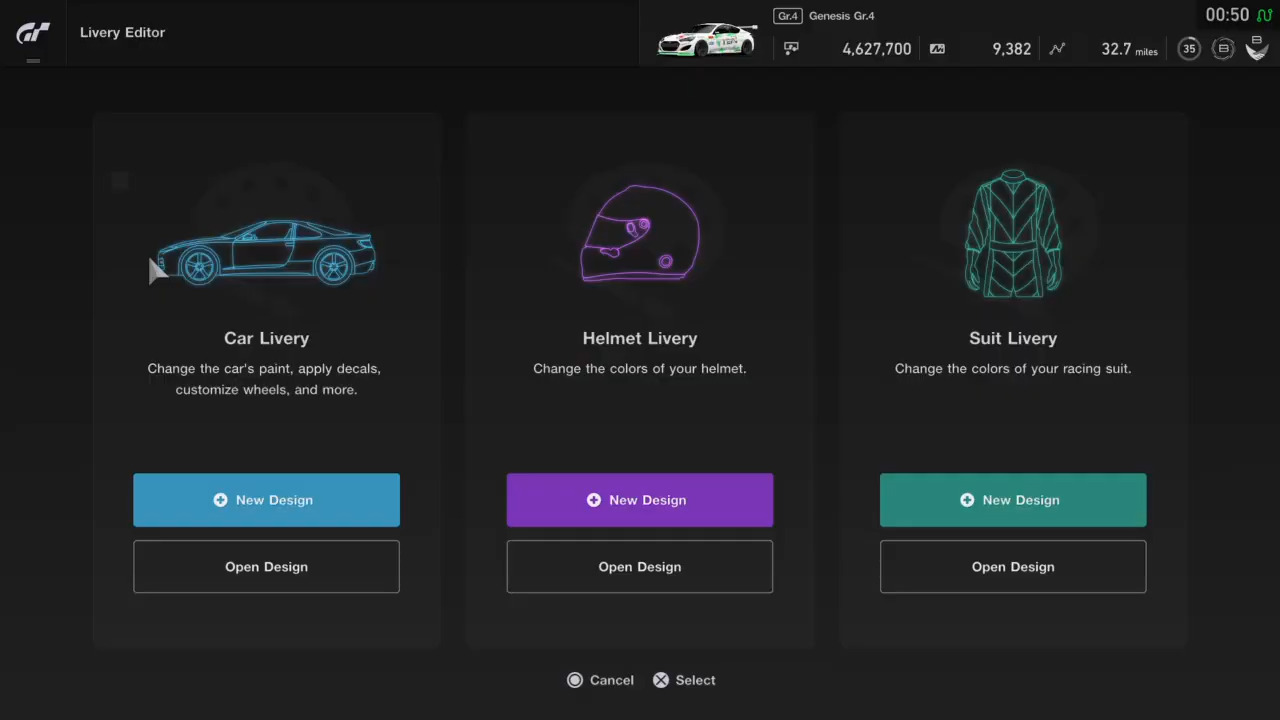 Livery Editor
Gr.4 Genesis Gr.4
00:50
4,627,700
9,382
32.7 miles
35
B
B
Car Livery
Change the car's paint, apply decals,
customize wheels, and more.
New Design
Open Design
Helmet Livery
Change the colors of your helmet.
New Design
Open Design
Suit Livery
Change the colors of your racing suit.
New Design
Open Design
Cancel
Select